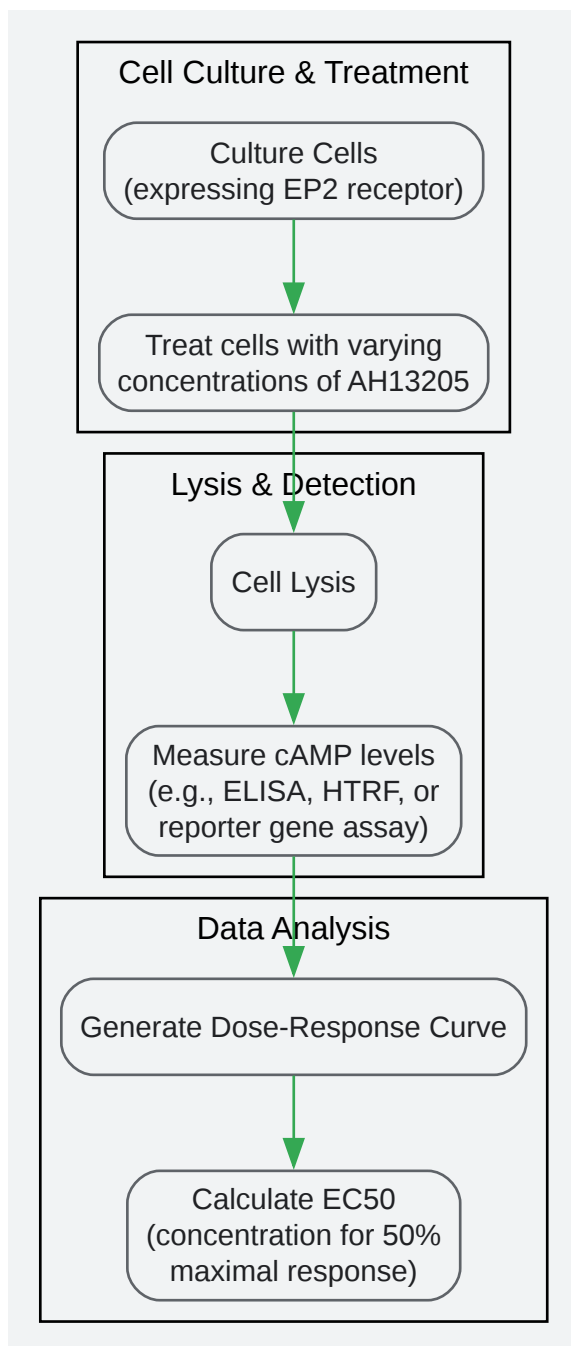 Cell Culture & Treatment
Culture Cells
(expressing EP2 receptor)
Treat cells with varying
concentrations of AH13205
Lysis & Detection
Cell Lysis
Measure cAMP levels
(e.g., ELISA, HTRF, or
reporter gene assay)
Data Analysis
Generate Dose-Response Curve
Calculate EC50
(concentration for 50%
maximal response)